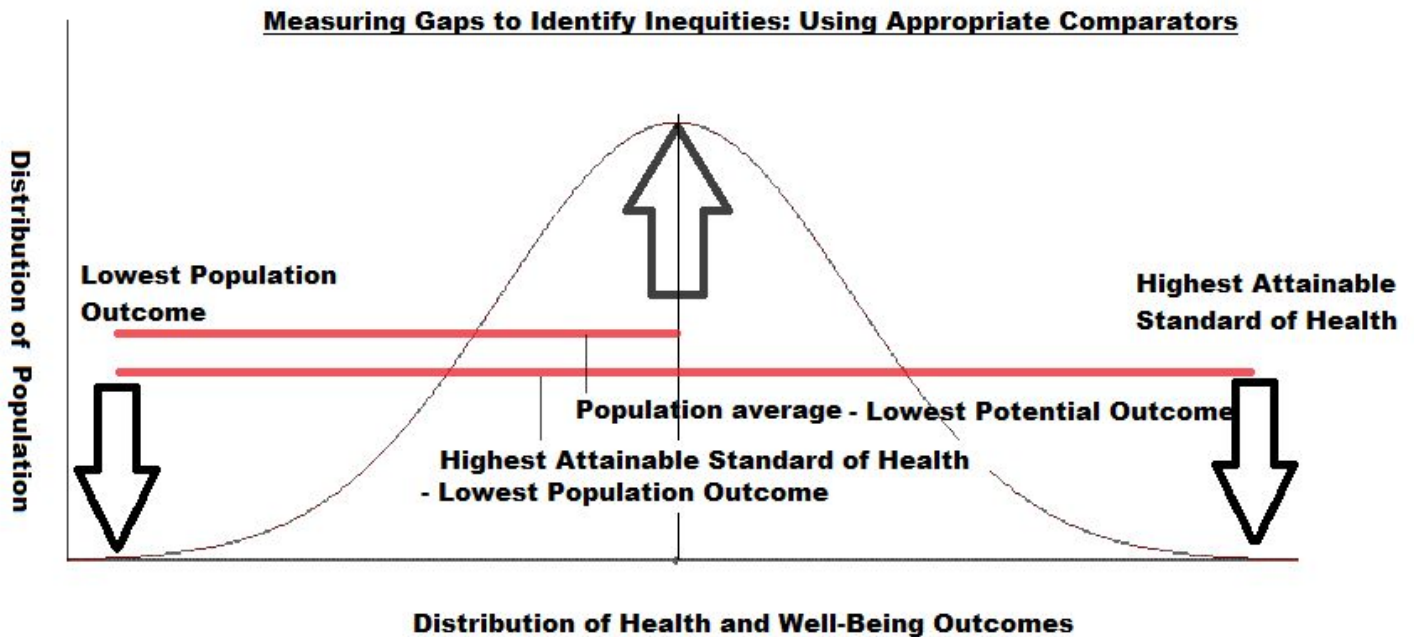 Measuring Gaps to Identify Inequities: Using Appropriate Comparators
Distribution of Population
Lowest Population
Outcome
Highest Attainable
Standard of Health
Population average - Lowest Potential Outcome
Highest Attainable Standard of Health
- Lowest Population Outcome
Distribution of Health and Well-Being Outcomes